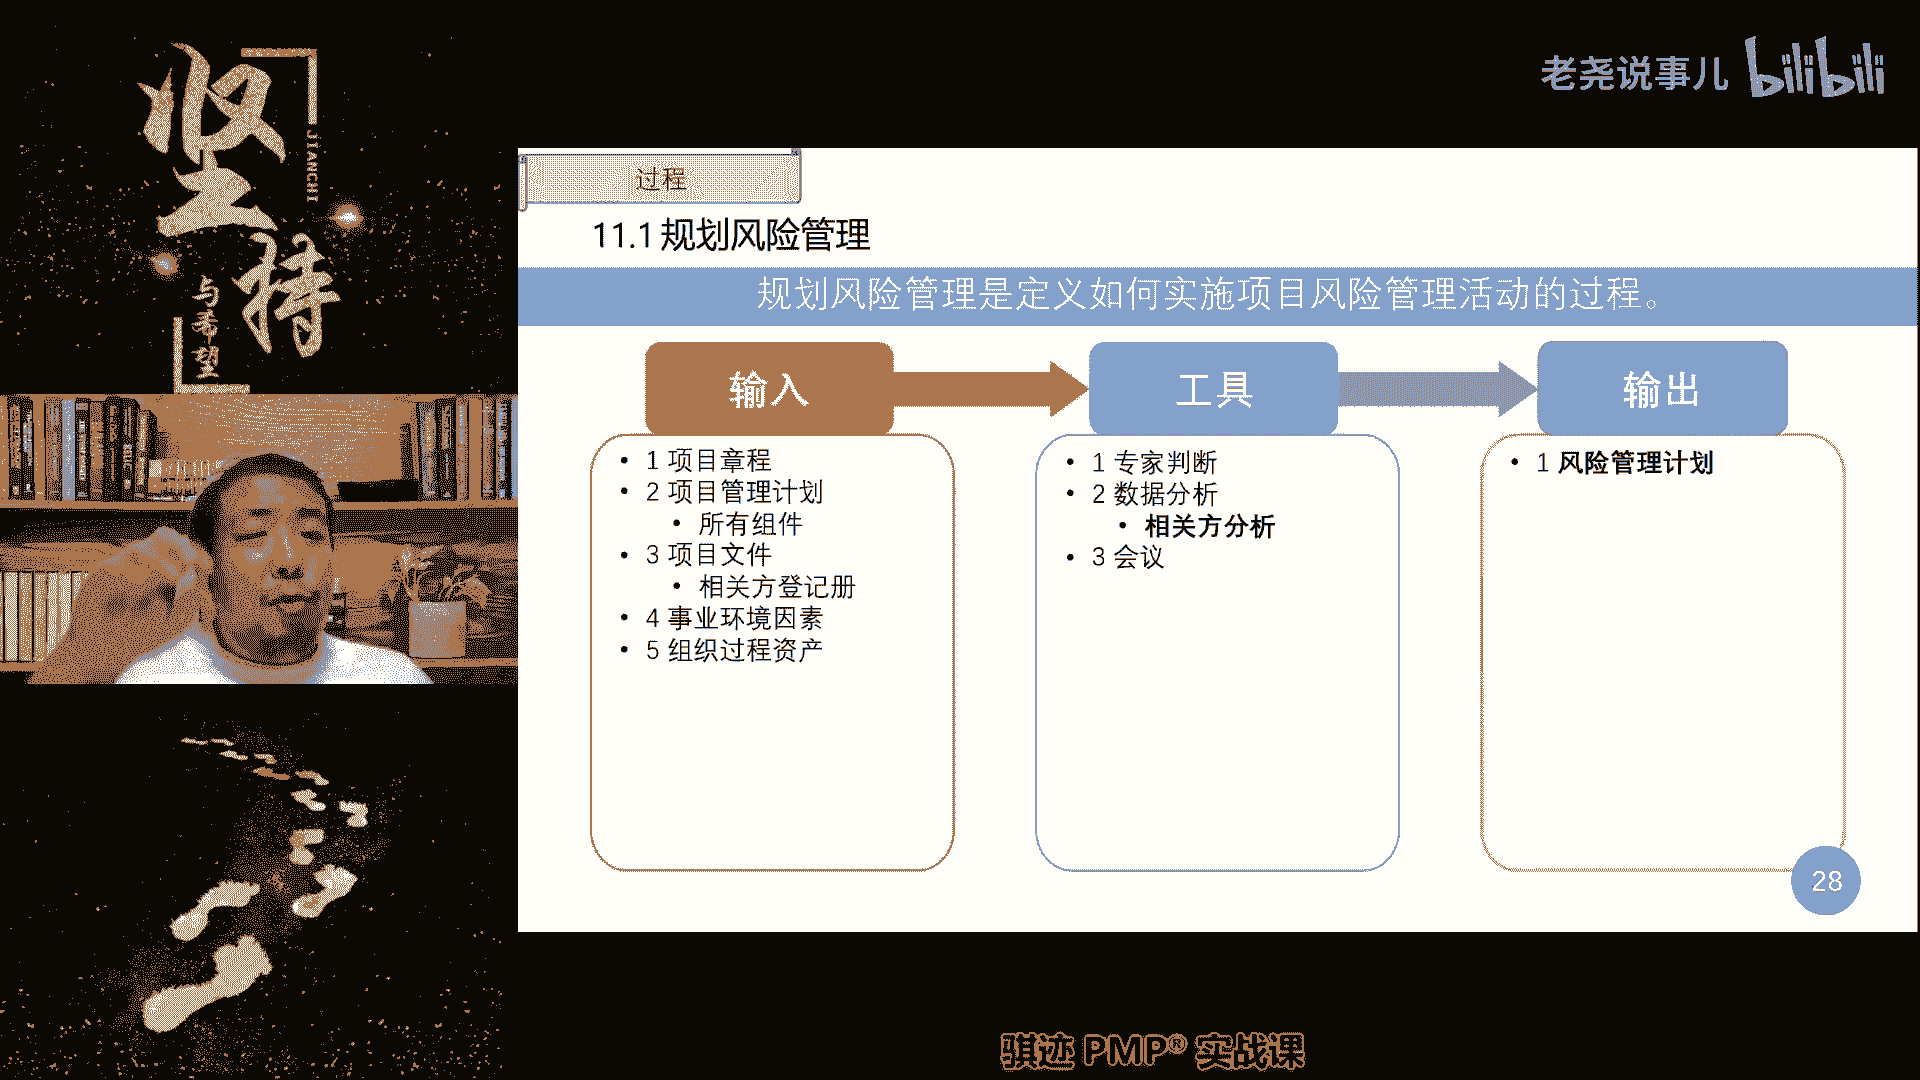 坚持
JIANCHI
与希望
老尧说事儿 bilibili
过程
11.1 规划风险管理
规划风险管理是定义如何实施项目风险管理活动的过程。
输入
• 1 项目章程
• 2 项目管理计划
• 所有组件
• 3 项目文件
• 相关方登记册
• 4 事业环境因素
• 5 组织过程资产
工具
• 1 专家判断
• 2 数据分析
• 相关方分析
• 3 会议
输出
• 1 风险管理计划
28
骐迹 PMP® 实战课